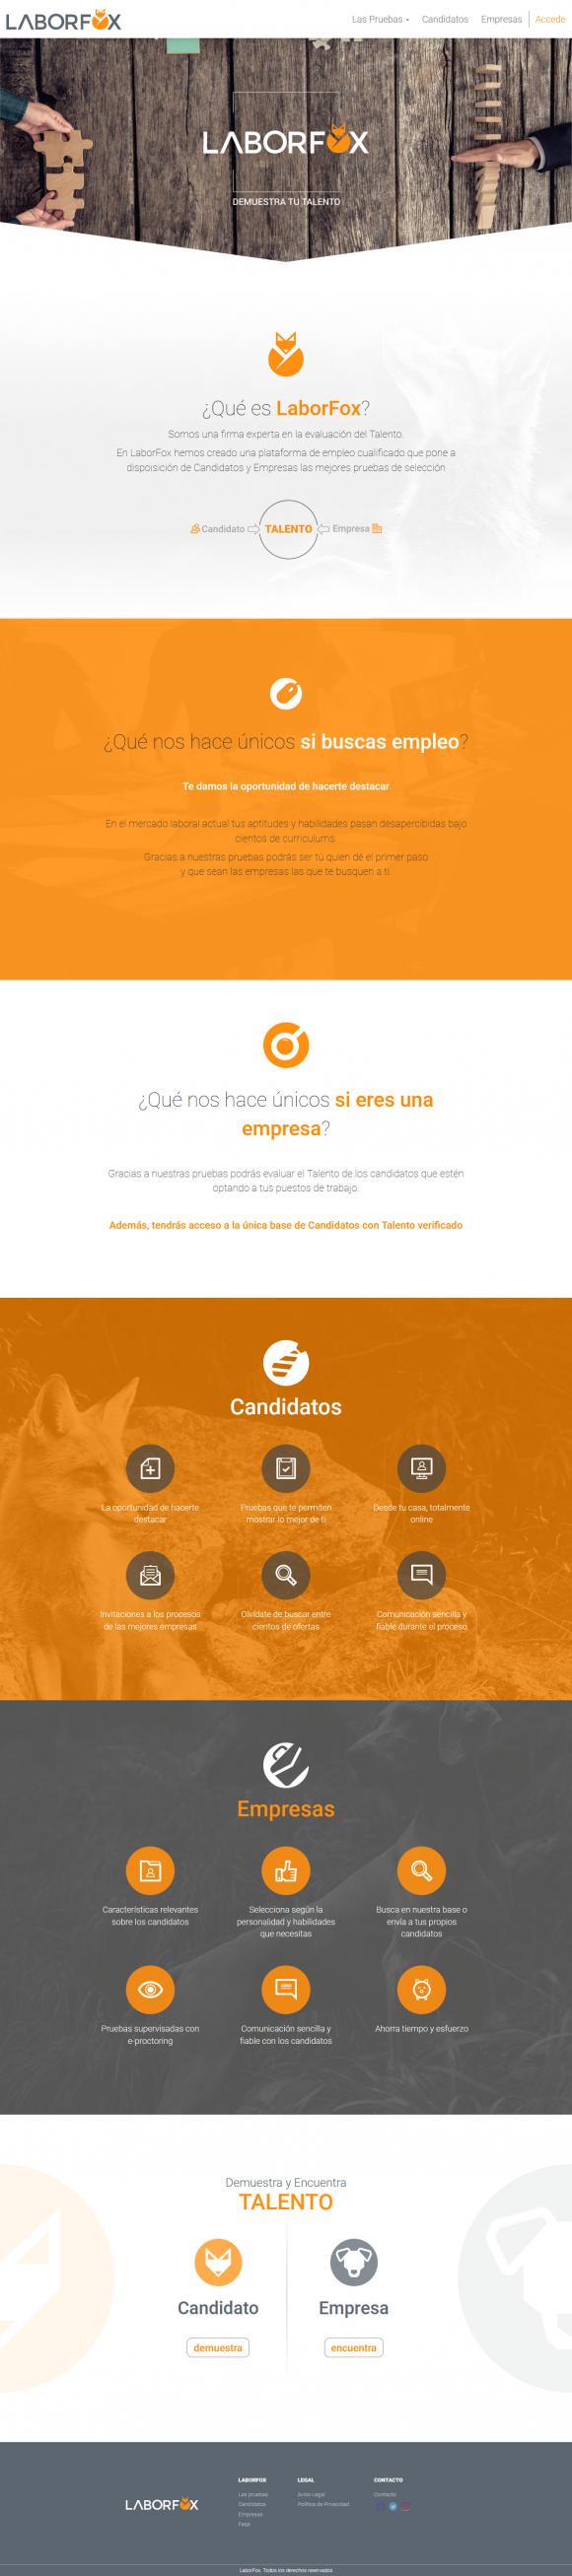 LABORFOX
Las Pruebas
Candidatos
Empresas
Accede
LABORFOX
DEMUESTRA TU TALENTO
¿Qué es LaborFox?
Somos una firma experta en la evaluación del Talento.
En LaborFox hemos creado una plataforma de empleo cualificado que pone a
disposición de Candidatos y Empresas las mejores pruebas de selección
Candidato
TALENTO
Empresa
¿Qué nos hace únicos si buscas empleo?
Te damos la oportunidad de hacerte destacar
En el mercado laboral actual tus aptitudes y habilidades pasan desapercibidas bajo
cientos de currículums.
Gracias a nuestras pruebas podrás ser tú quien dé el primer paso
y que sean las empresas las que te busquen a ti.
¿Qué nos hace únicos si eres una
empresa?
Gracias a nuestras pruebas podrás evaluar el Talento de los candidatos que estén
optando a tus puestos de trabajo.
Además, tendrás acceso a la única base de Candidatos con Talento verificado
Candidatos
La oportunidad de hacerte
destacar
Pruebas que te permiten
mostrar lo mejor de ti
Desde tu casa, totalmente
online
Invitaciones a los procesos
de las mejores empresas
Olvídate de buscar entre
cientos de ofertas
Comunicación sencilla y
fiable durante el proceso
Empresas
Características relevantes
sobre los candidatos
Selecciona según la
personalidad y habilidades
que necesitas
Busca en nuestra base o
envía a tus propios
candidatos
Pruebas supervisadas con
e-proctoring
Comunicación sencilla y
fiable con los candidatos
Ahorra tiempo y esfuerzo
Demuestra y Encuentra
TALENTO
Candidato
demuestra
Empresa
encuentra
LABORFOX
LABORFOX
Las pruebas
Candidatos
Empresas
Faqs
LEGAL
Aviso Legal
Política de Privacidad
CONTACTO
Contacto
LaborFox. Todos los derechos reservados